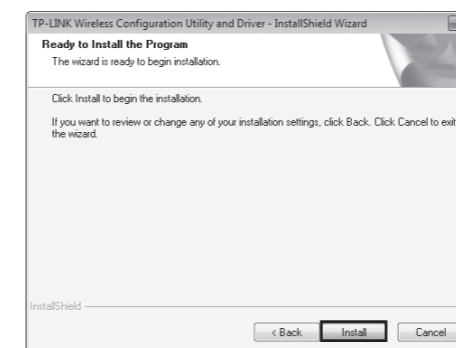 TP-LINK Wireless Configuration Utility and Driver - InstallShield Wizard
Ready to Install the Program
The wizard is ready to begin installation.
Click Install to begin the installation.
If you want to review or change any of your installation settings, click Back. Click Cancel to exit
the wizard.
InstallShield
< Back Install Cancel